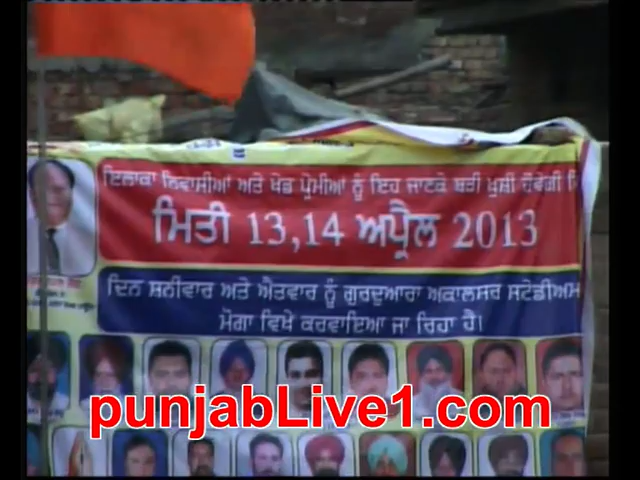 ਇਲਾਕਾ ਨਿਵਾਸੀਆਂ ਅਤੇ ਖੇਡ ਪ੍ਰੇਮੀਆਂ ਨੂੰ ਇਹ ਜਾਣਕੇ ਬੜੀ ਖੁਸ਼ੀ ਹੋਵੇਗੀ
ਮਿਤੀ 13,14 ਅਪ੍ਰੈਲ 2013
ਦਿਨ ਸ਼ਨੀਵਾਰ ਅਤੇ ਐਤਵਾਰ ਨੂੰ ਗੁਰਦੁਆਰਾ ਅਕਾਲਸਰ ਸਟੇਡੀਅਮ
ਮੋਗਾ ਵਿਖੇ ਕਰਵਾਇਆ ਜਾ ਰਿਹਾ ਹੈ।
punjabLive1.com